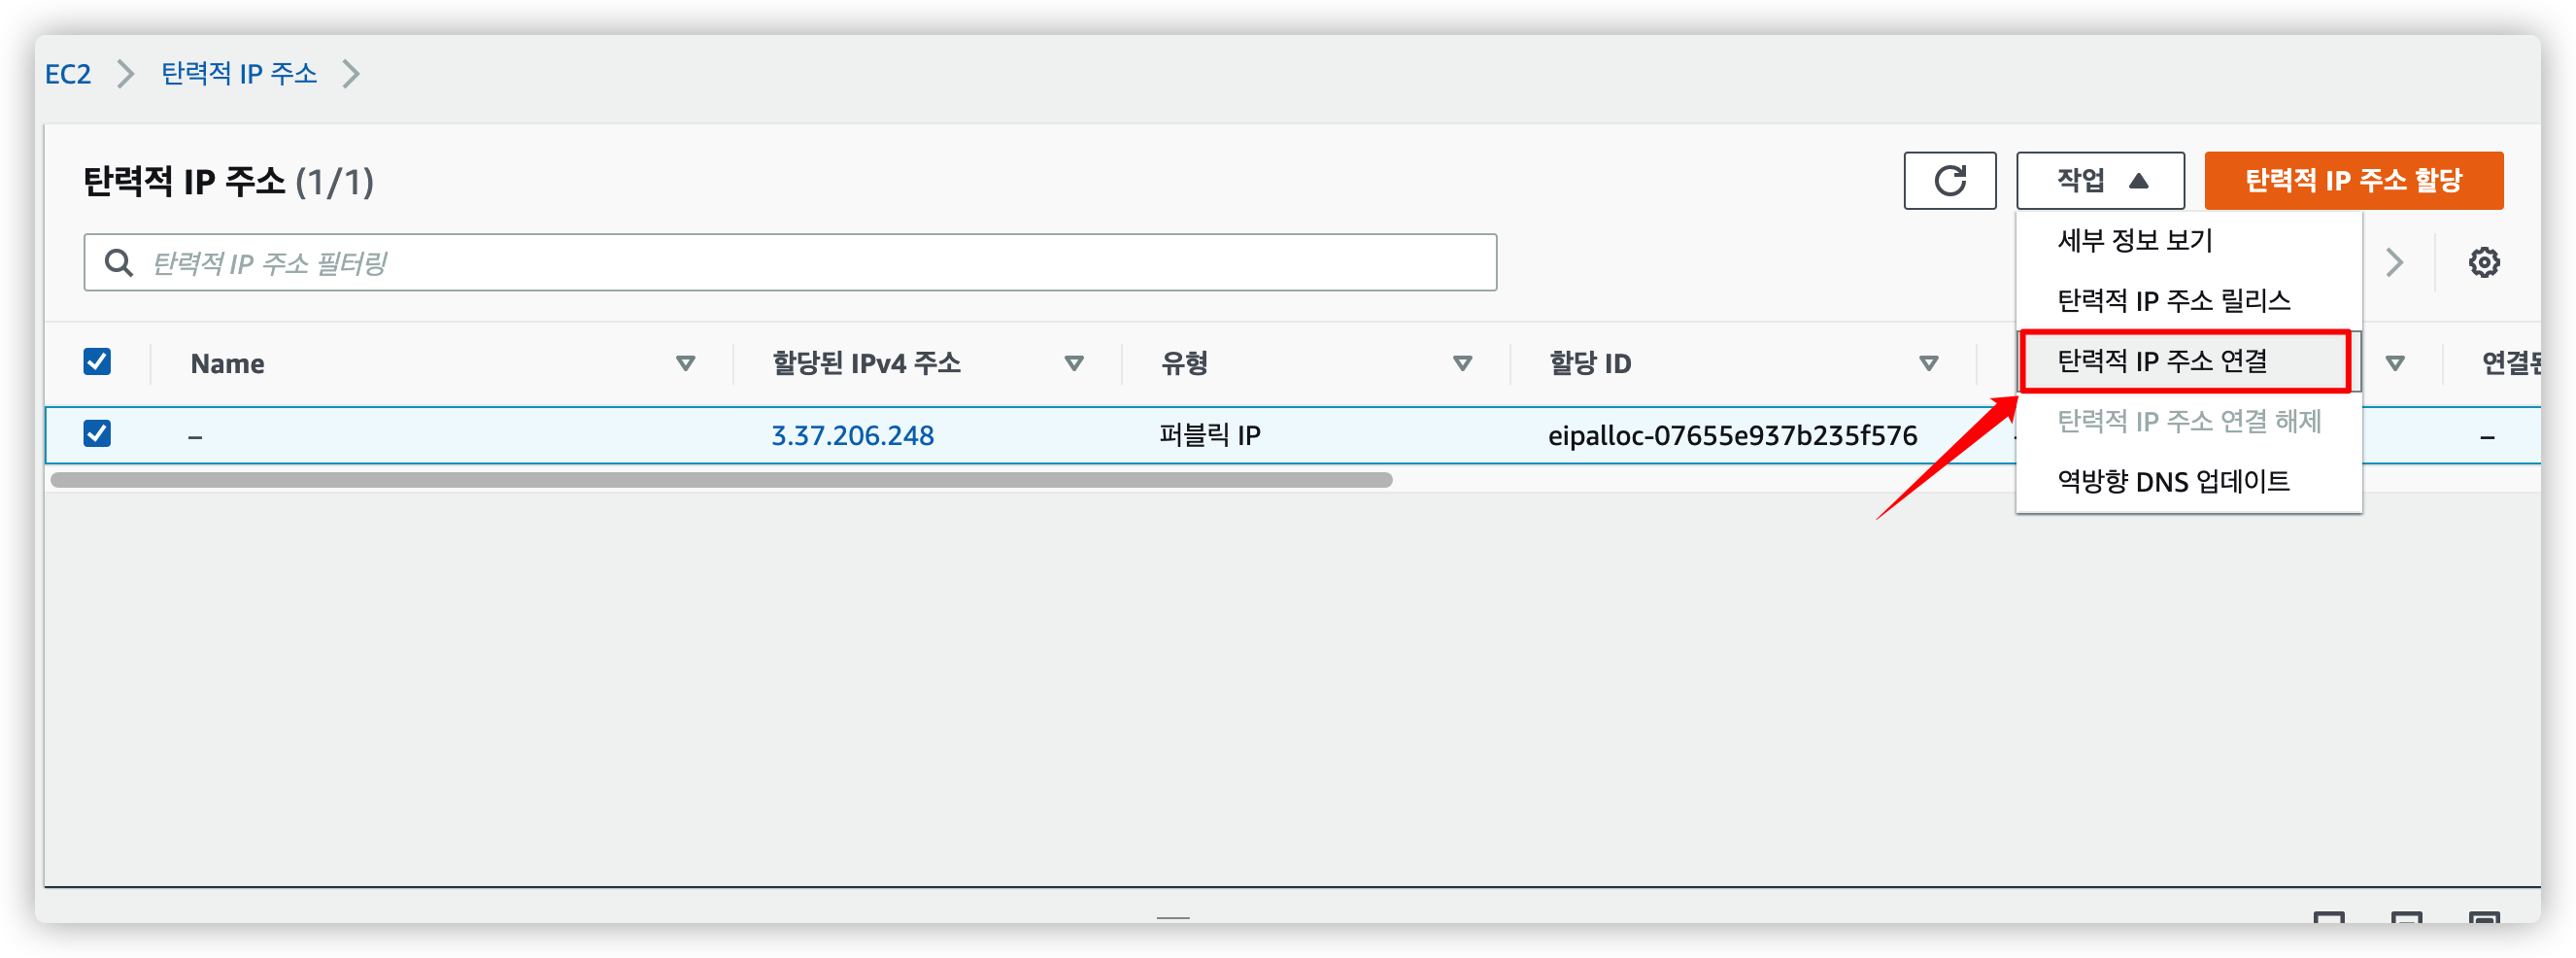 EC2 탄력적 IP 주소
탄력적 IP 주소 (1/1)
작업
탄력적 IP 주소 할당
탄력적 IP 주소 필터링
세부 정보 보기
탄력적 IP 주소 릴리스
탄력적 IP 주소 연결
탄력적 IP 주소 연결 해제
역방향 DNS 업데이트
Name 할당된 IPv4 주소 유형 할당 ID
– 3.37.206.248 퍼블릭 IP eipalloc-07655e937b235f576 –